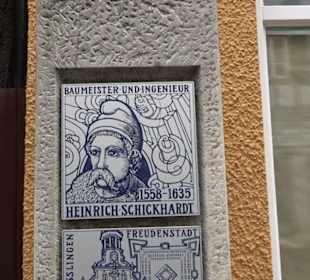 BAUMEISTER·UND·INGENIEUR
1558–1635
HEINRICH SCHICKHARDT
FREUDENSTADT